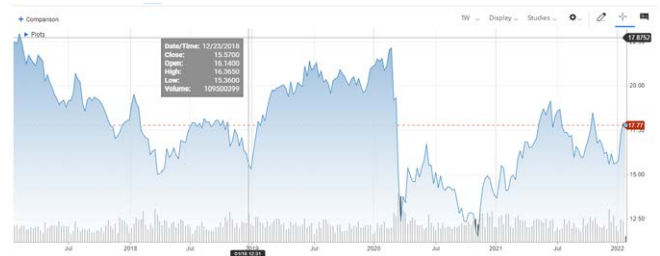 Comparison
1W Display Studies
Plots
17.8752
Date/Time: 12/23/2018
Close: 15.5700
Open: 16.1400
High: 16.3650
Low: 15.3600
Volume: 109500399
20.00
17.77
15.00
12.50
Jul 2018 Jul 2019 Jul 2020 Jul 2021 Jul 2022